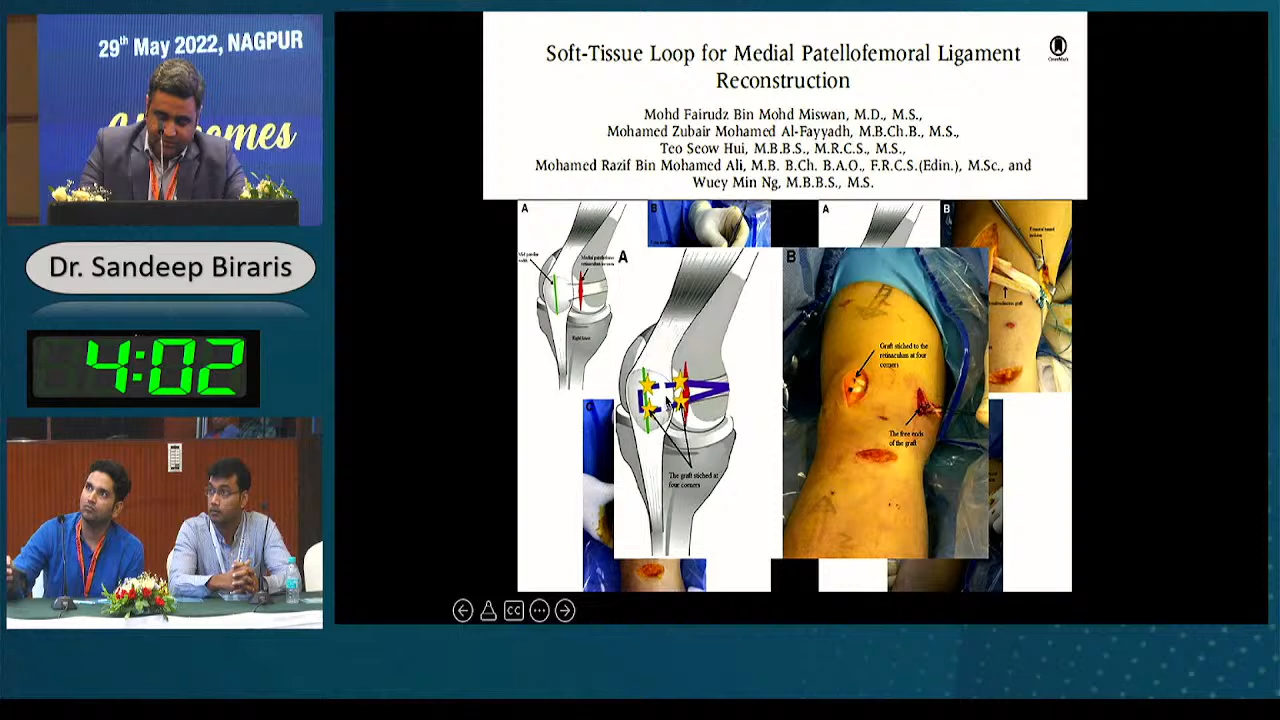 29th May 2022, NAGPUR
Dr. Sandeep Biraris
4:02
Soft-Tissue Loop for Medial Patellofemoral Ligament
Reconstruction
Mohd Fairudz Bin Mohd Miswan, M.D., M.S.,
Mohamed Zubair Mohamed Al-Fayyadh, M.B.Ch.B., M.S.,
Teo Seow Hui, M.B.B.S., M.R.C.S., M.S.,
Mohamed Razif Bin Mohamed Ali, M.B. B.Ch. B.A.O., F.R.C.S.(Edin.), M.Sc., and
Wuey Min Ng, M.B.B.S., M.S.
A
B
A
B
A
B
Graft stiched to the
retinaculum at four
corners
The free ends
of the graft
The graft stiched at
four corners
C
CC